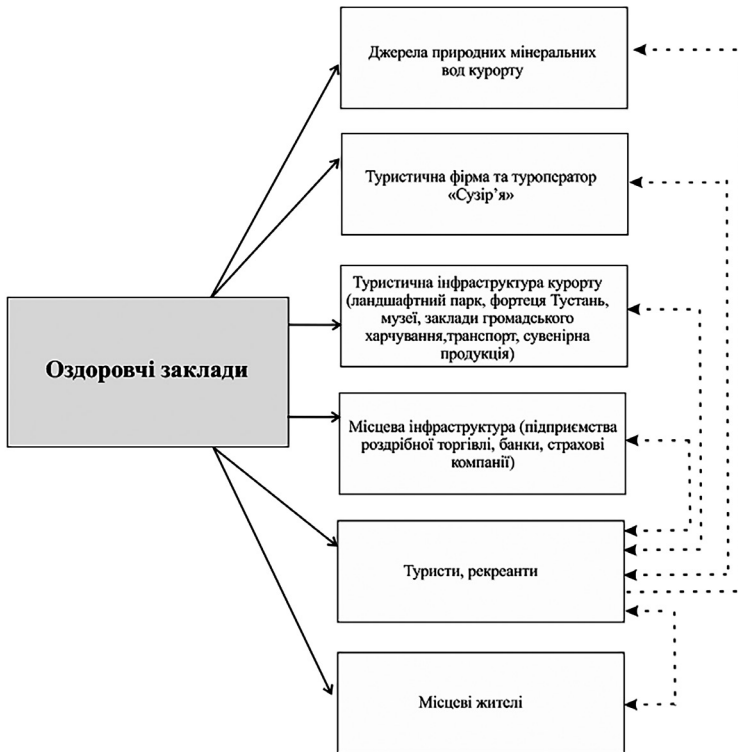 Джерела природних мінеральних
вод курорту
Туристична фірма та туроператор
«Сузір’я»
Туристична інфраструктура курорту
(ландшафтний парк, фортеця Тустань,
музеї, заклади громадського
харчування,транспорт, сувенірна
продукція)
Оздоровчі заклади
Місцева інфраструктура (підприємства
роздрібної торгівлі, банки, страхові
компанії)
Туристи, рекреанти
Місцеві жителі